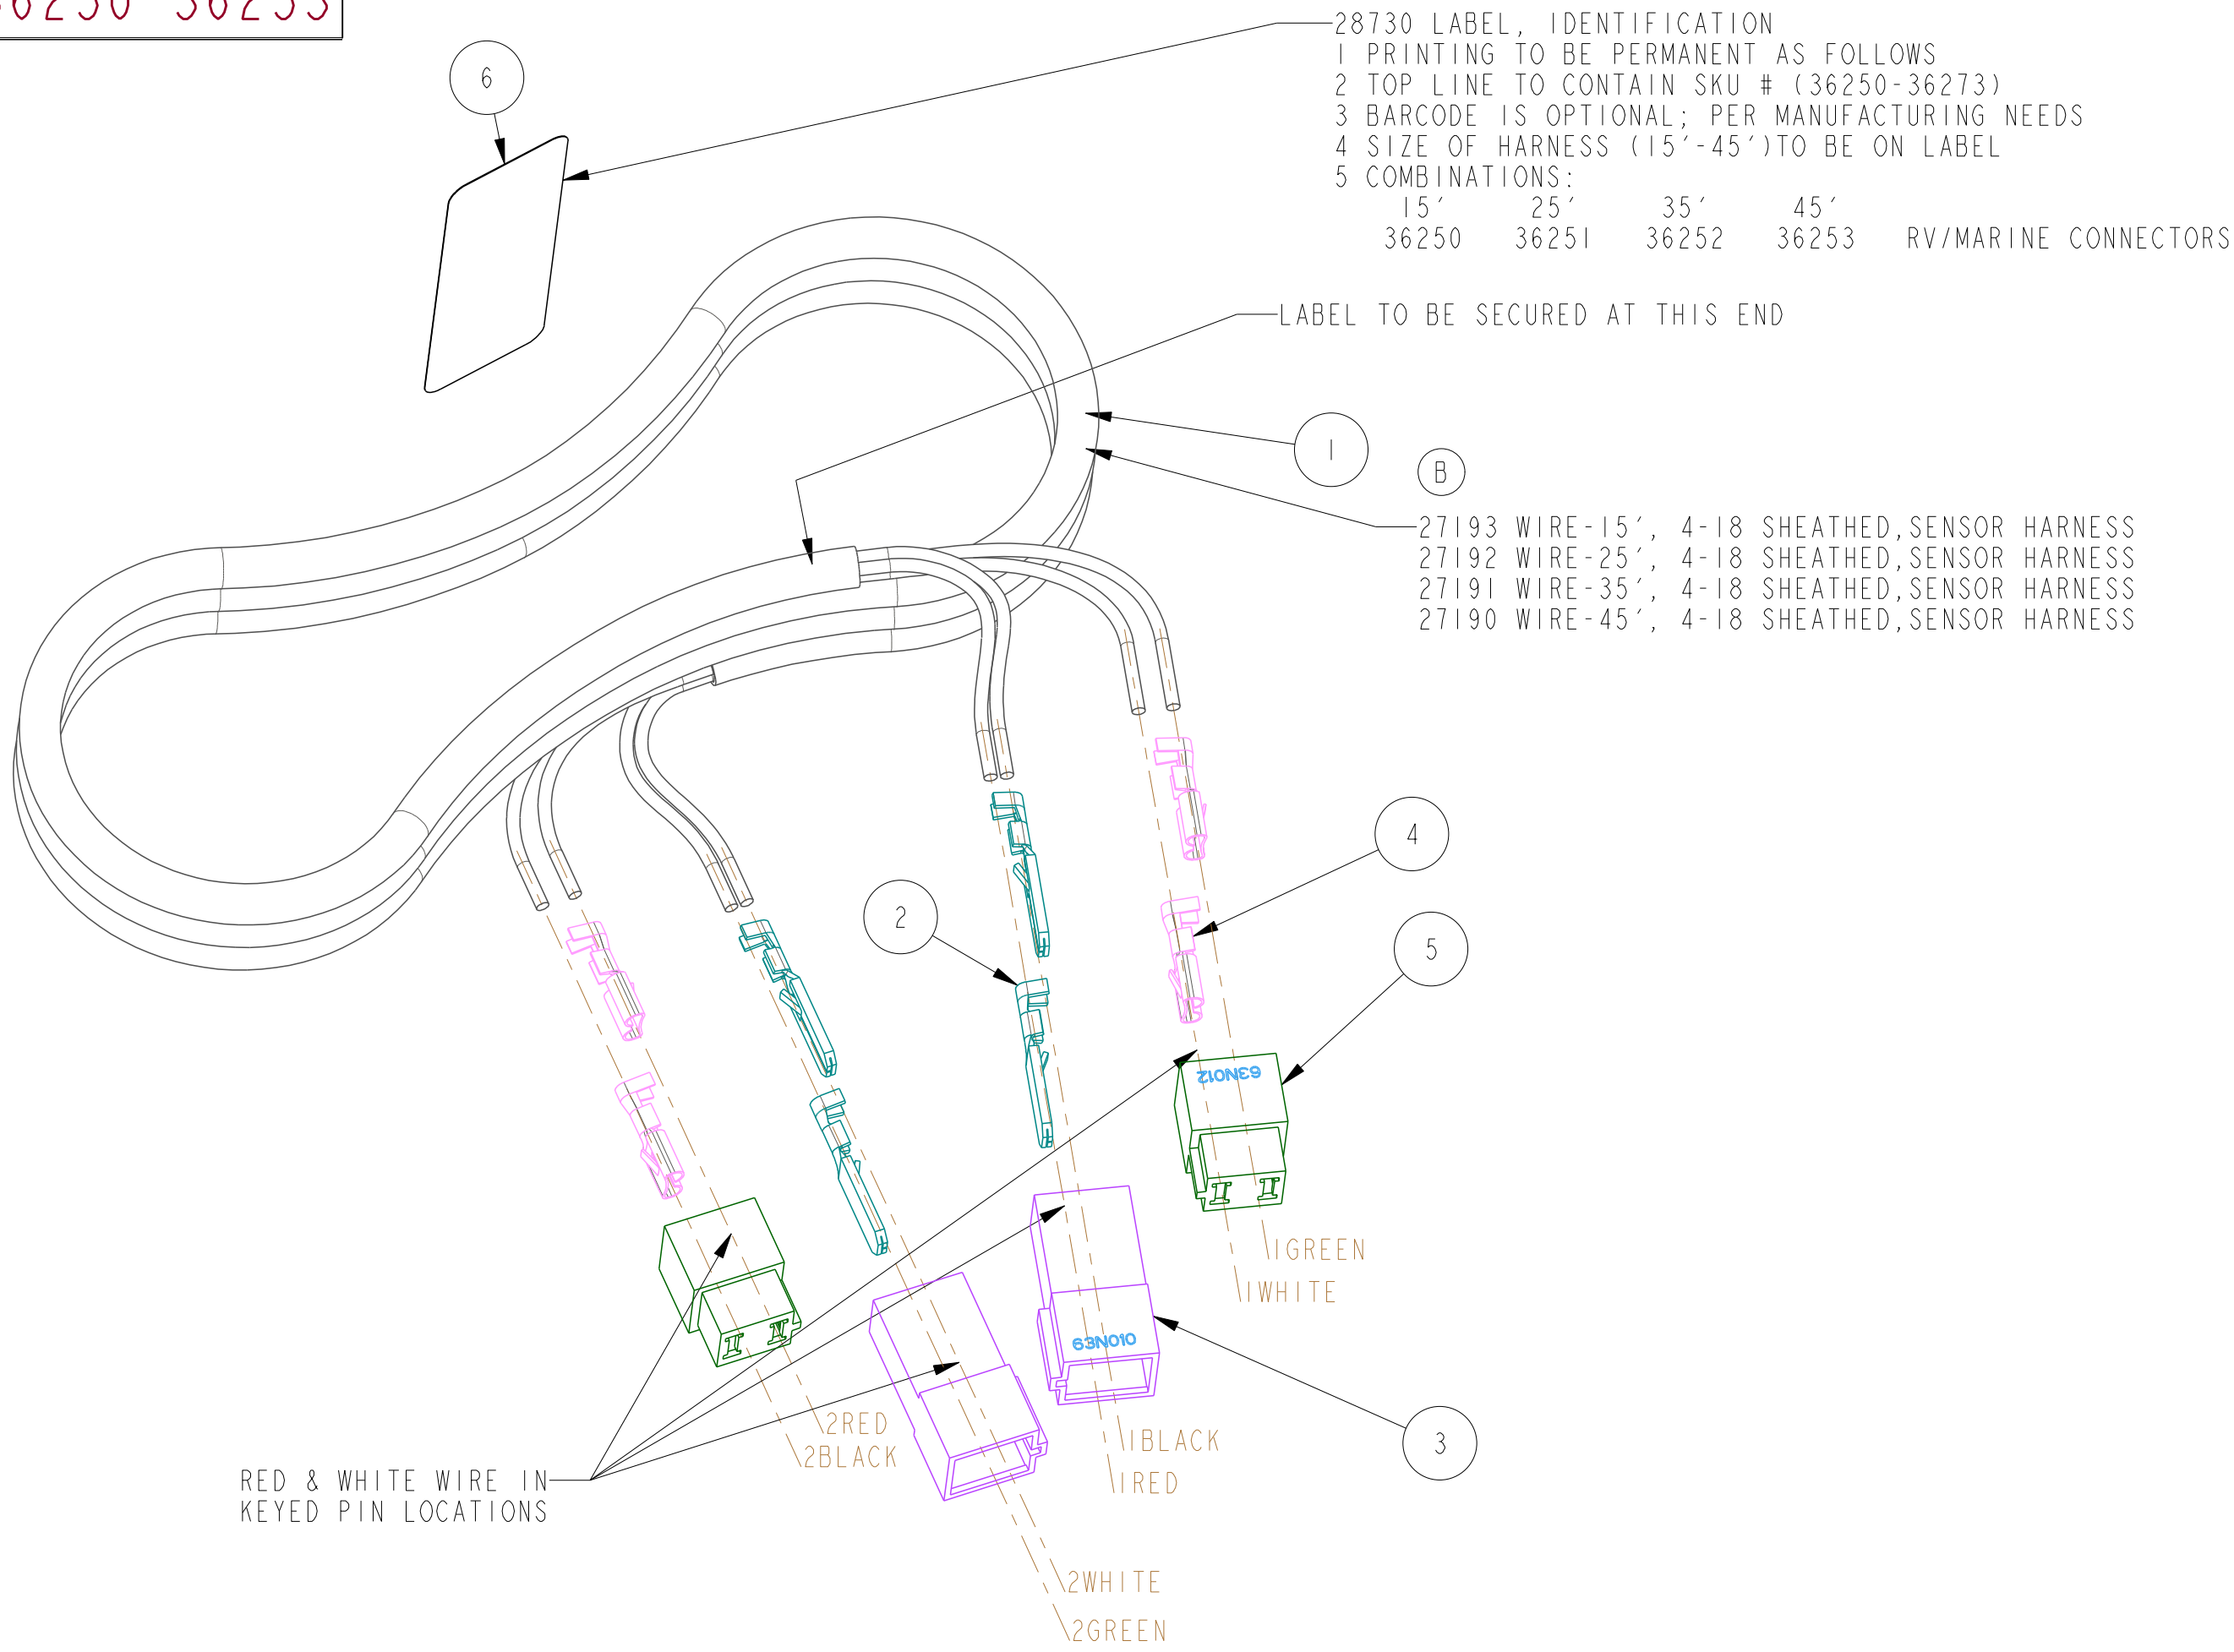 36250-36253
6
28730 LABEL, IDENTIFICATION
1 PRINTING TO BE PERMANENT AS FOLLOWS
2 TOP LINE TO CONTAIN SKU # (36250-36273)
3 BARCODE IS OPTIONAL; PER MANUFACTURING NEEDS
4 SIZE OF HARNESS (15′-45′)TO BE ON LABEL
5 COMBINATIONS:
15′ 25′ 35′ 45′
36250 36251 36252 36253 RV/MARINE CONNECTORS
LABEL TO BE SECURED AT THIS END
1
B
27193 WIRE-15′, 4-18 SHEATHED,SENSOR HARNESS
27192 WIRE-25′, 4-18 SHEATHED,SENSOR HARNESS
27191 WIRE-35′, 4-18 SHEATHED,SENSOR HARNESS
27190 WIRE-45′, 4-18 SHEATHED,SENSOR HARNESS
4
2
5
63N012
1GREEN
1WHITE
63N010
2RED
2BLACK
1BLACK
1RED
3
RED & WHITE WIRE IN
KEYED PIN LOCATIONS
2WHITE
2GREEN